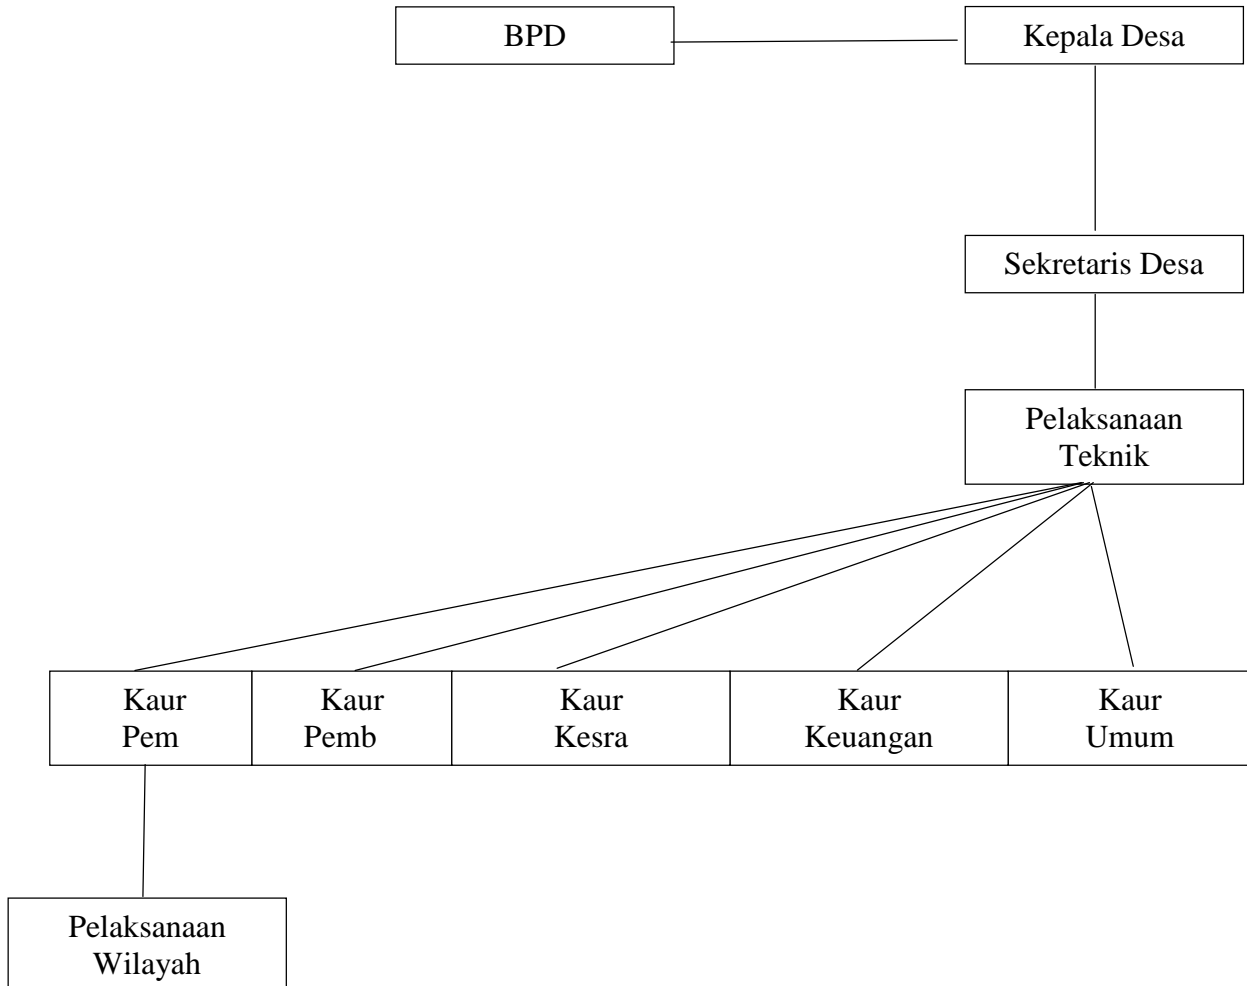 BPD
Kepala Desa
Sekretaris Desa
Pelaksanaan
Teknik
Kaur
Pem
Kaur
Pemb
Kaur
Kesra
Kaur
Keuangan
Kaur
Umum
Pelaksanaan
Wilayah